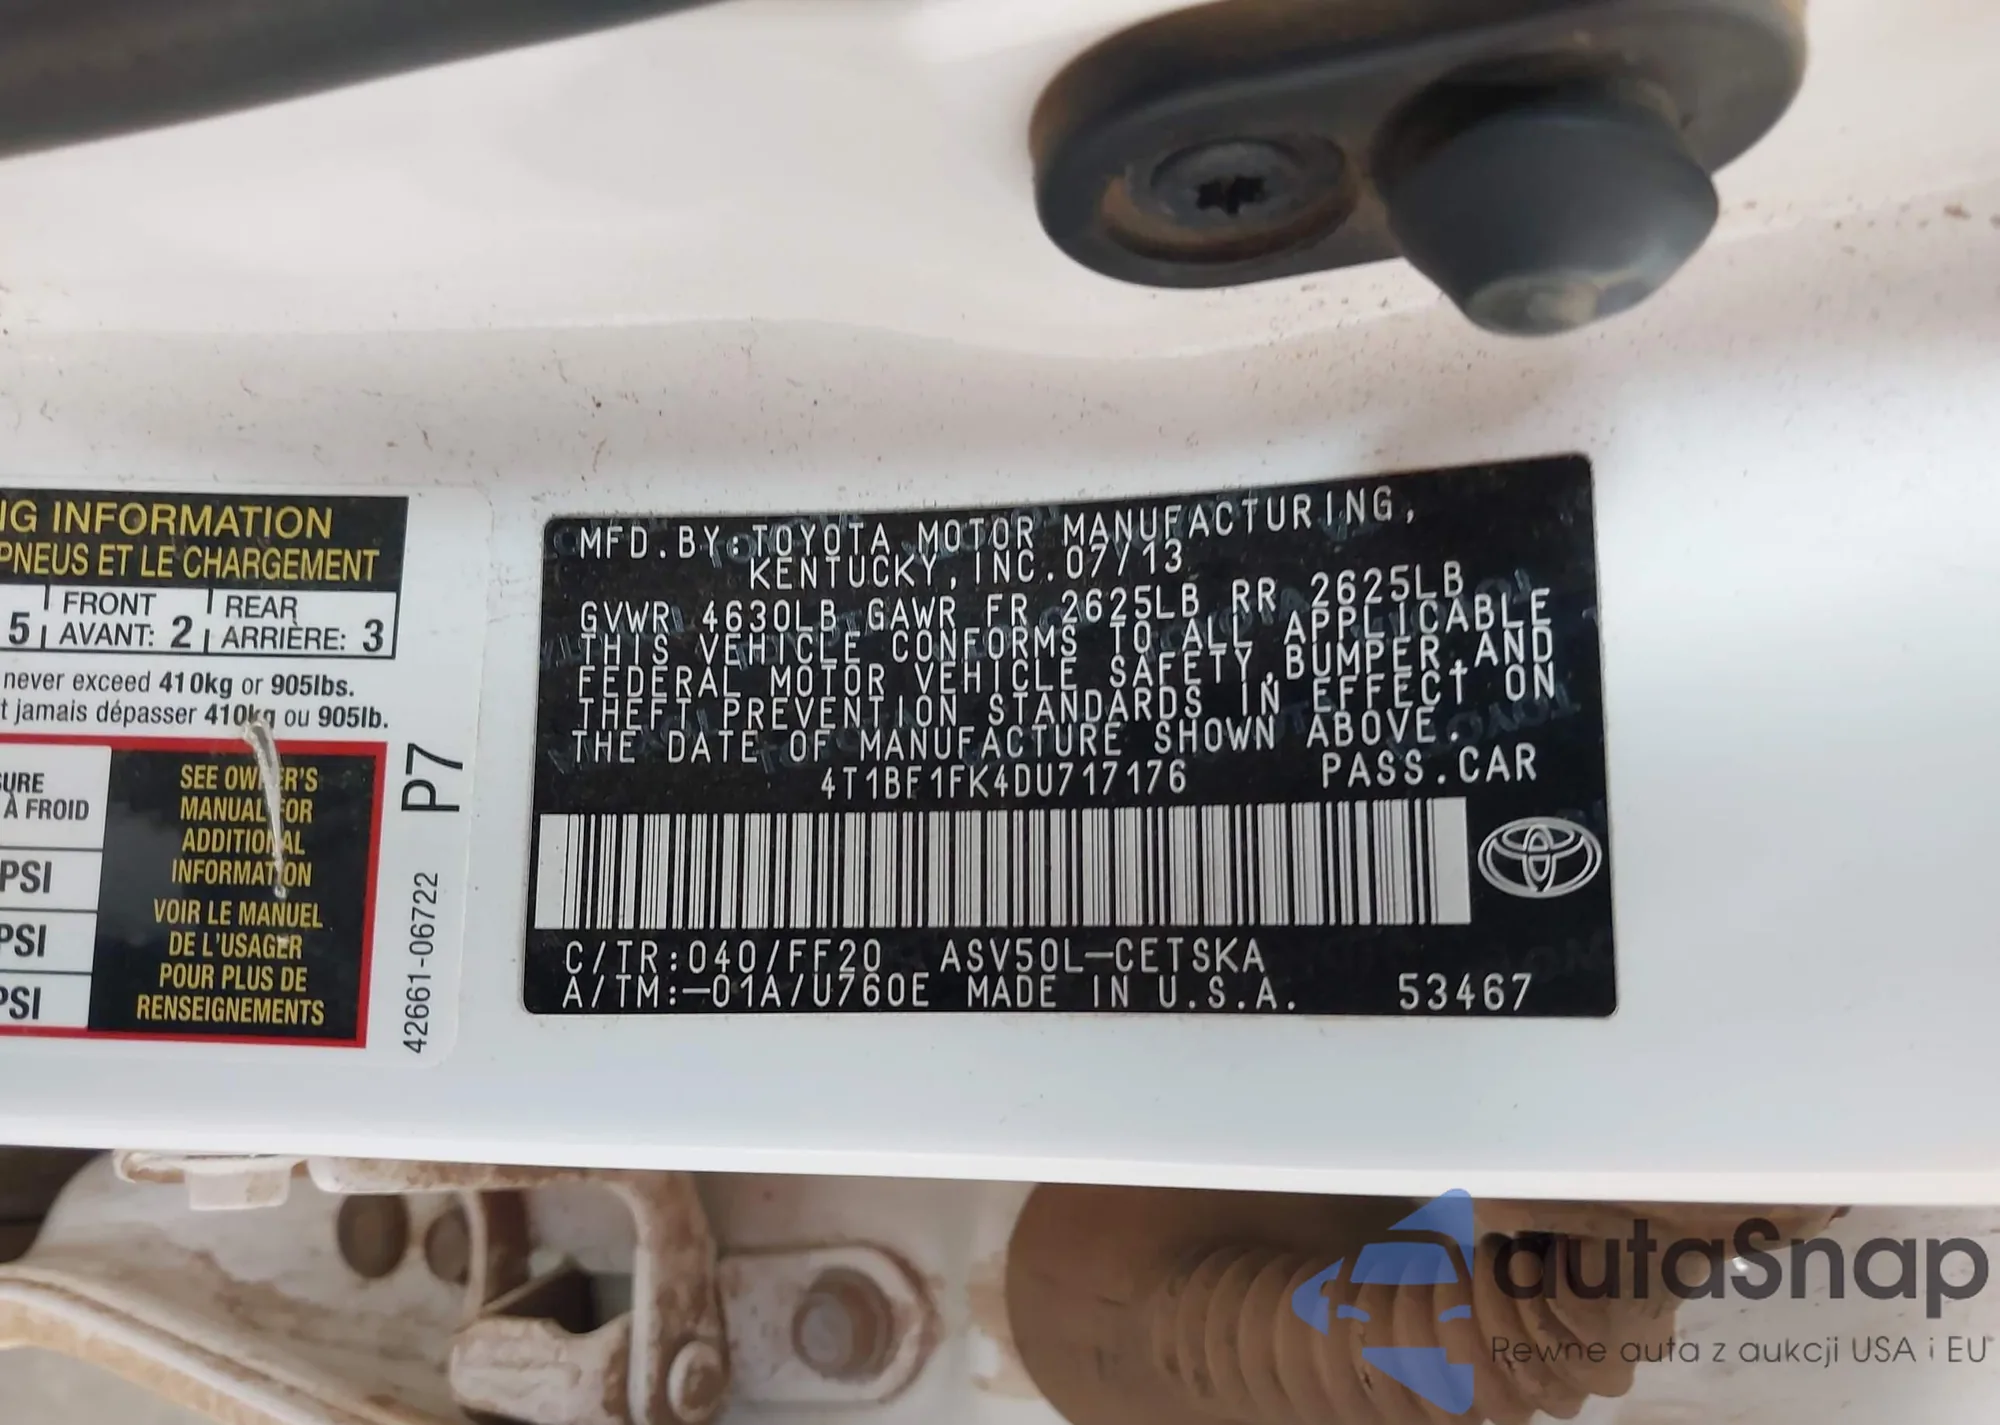 NG INFORMATION
PNEUS ET LE CHARGEMENT
5 FRONT AVANT: 2 REAR ARRIÈRE: 3
never exceed 410kg or 905lbs.
t jamais dépasser 410kg ou 905lb.
À FROID
PSI
PSI
PSI
SEE OWNER'S
MANUAL FOR
ADDITIONAL
INFORMATION
VOIR LE MANUEL
DE L'USAGER
POUR PLUS DE
RENSEIGNEMENTS
P7
42661-06722
MFD.BY:TOYOTA MOTOR MANUFACTURING,
KENTUCKY,INC.07/13
GVWR 4630LB GAWR FR 2625LB RR 2625LB
THIS VEHICLE CONFORMS TO ALL APPLICABLE
FEDERAL MOTOR VEHICLE SAFETY,BUMPER,AND
THEFT PREVENTION STANDARDS IN EFFECT ON
THE DATE OF MANUFACTURE SHOWN ABOVE.
4T1BF1FK4DU717176 PASS.CAR
C/TR:040/FF20 ASV50L-CETSKA
A/TM:-01A/U760E MADE IN U.S.A. 53467
autaSnap
Pewne auta z aukcji USA i EU